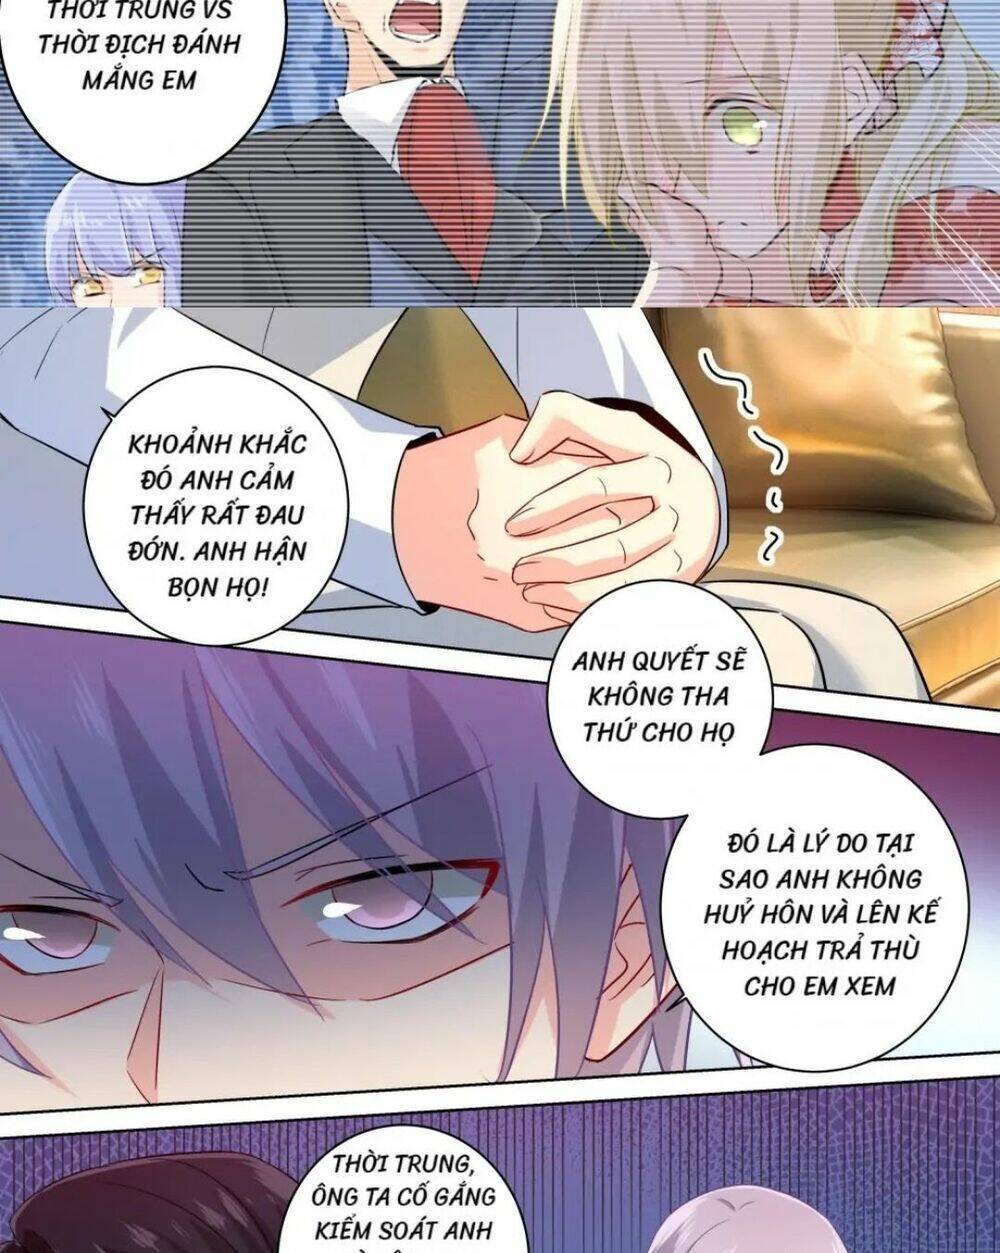 THỜI TRUNG VS
THỜI ĐỊCH ĐÁNH
MẮNG EM
KHOẢNH KHẮC
ĐÓ ANH CẢM
THẤY RẤT ĐAU
ĐỚN. ANH HẬN
BỌN HỌ!
ANH QUYẾT SẼ
KHÔNG THA
THỨ CHO HỌ
ĐÓ LÀ LÝ DO TẠI
SAO ANH KHÔNG
HUỶ HÔN VÀ LÊN KẾ
HOẠCH TRẢ THÙ
CHO EM XEM
THỜI TRUNG,
ÔNG TA CỐ GẮNG
KIỂM SOÁT ANH